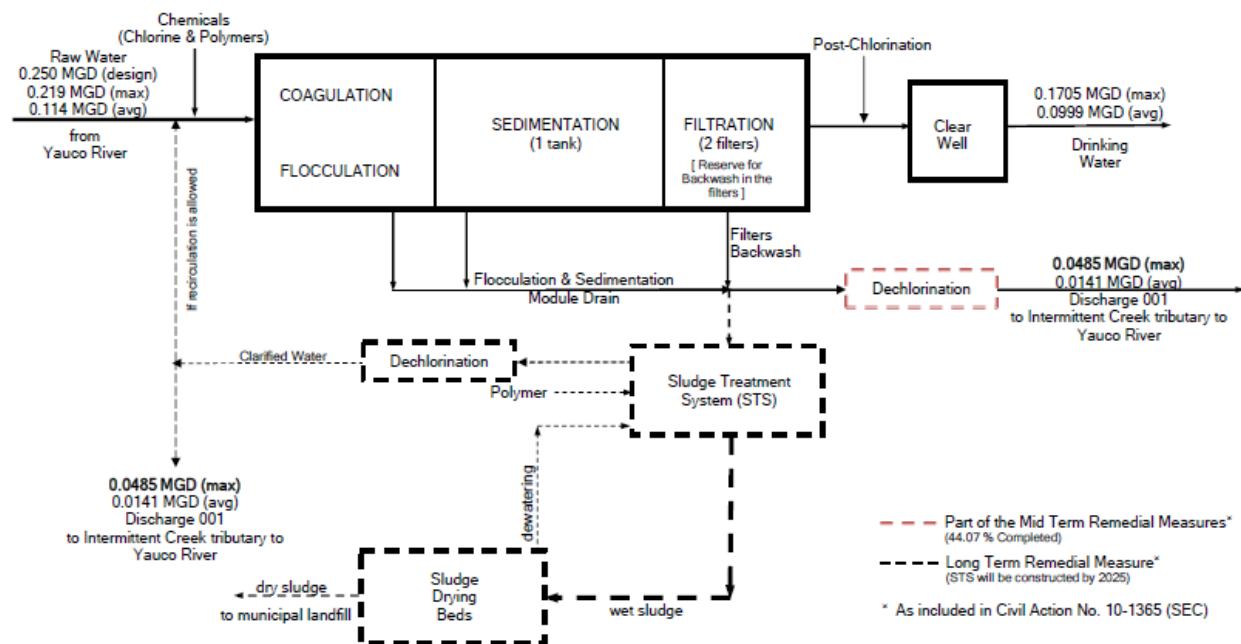 Chemicals
(Chlorine & Polymers)
Raw Water
0.250 MGD (design)
0.219 MGD (max)
0.114 MGD (avg)
from
Yauco River
COAGULATION
FLOCCULATION
SEDIMENTATION
(1 tank)
FILTRATION
(2 filters)
[ Reserve for
Backwash in the
filters ]
Post-Chlorination
Clear
Well
0.1705 MGD (max)
0.0999 MGD (avg)
Drinking
Water
If recirculation is allowed
Filters
Backwash
Flocculation & Sedimentation
Module Drain
Dechlorination
0.0485 MGD (max)
0.0141 MGD (avg)
Discharge 001
to Intermittent Creek tributary to
Yauco River
Clarified Water
Dechlorination
Polymer
Sludge Treatment
System (STS)
0.0485 MGD (max)
0.0141 MGD (avg)
Discharge 001
to Intermittent Creek tributary to
Yauco River
dewatering
dry sludge
to municipal landfill
Sludge
Drying
Beds
wet sludge
Part of the Mid Term Remedial Measures*
(44.07 % Completed)
Long Term Remedial Measure*
(STS will be constructed by 2025)
* As included in Civil Action No. 10-1365 (SEC)